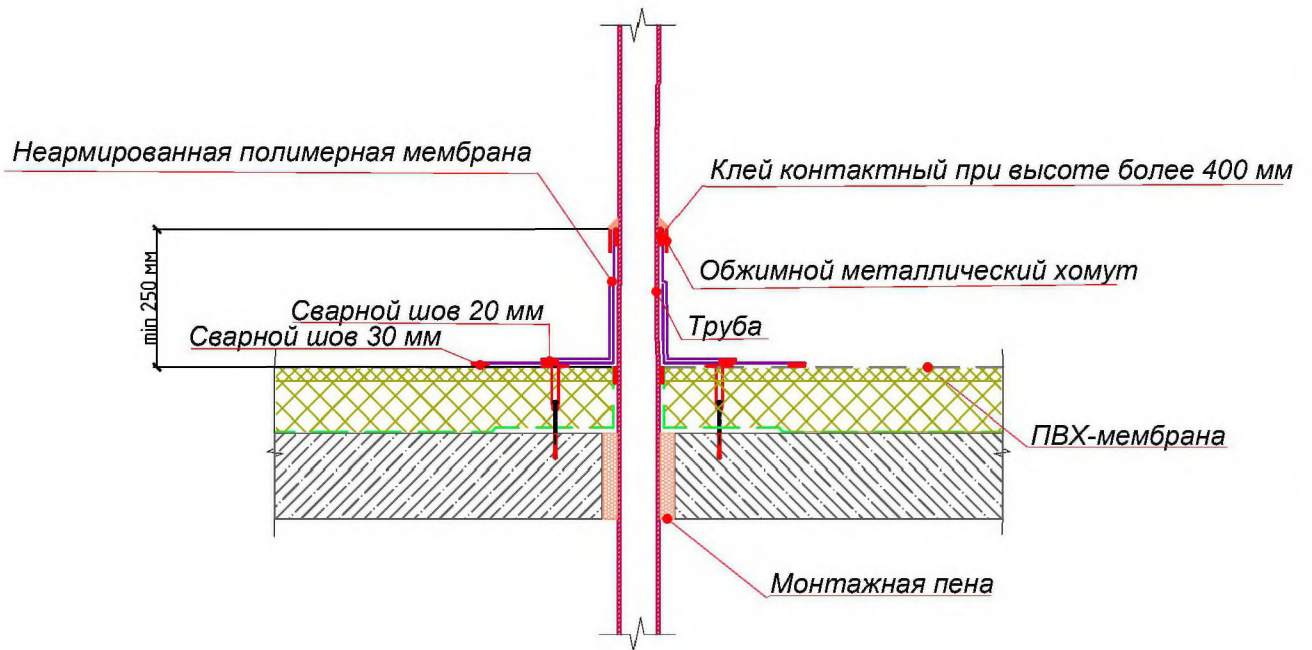 Неармированная полимерная мембрана
Клей контактный при высоте более 400 мм
min 250 мм
Обжимной металлический хомут
Сварной шов 20 мм
Труба
Сварной шов 30 мм
ПВХ-мембрана
Монтажная пена